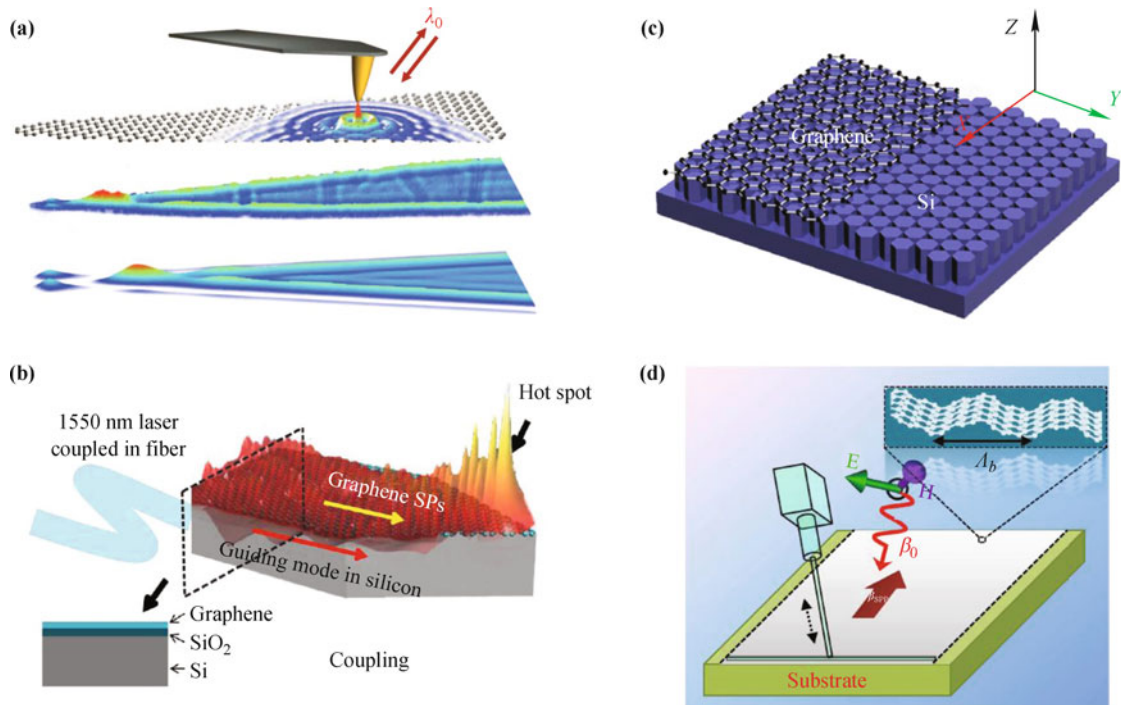 (a)
λ0
(b)
1550 nm laser
coupled in fiber
Hot spot
Graphene SPs
Guiding mode in silicon
Graphene
SiO2
Si
Coupling
(c)
Z
Y
X
Graphene
Si
(d)
Λb
E
H
β0
βSPP
Substrate